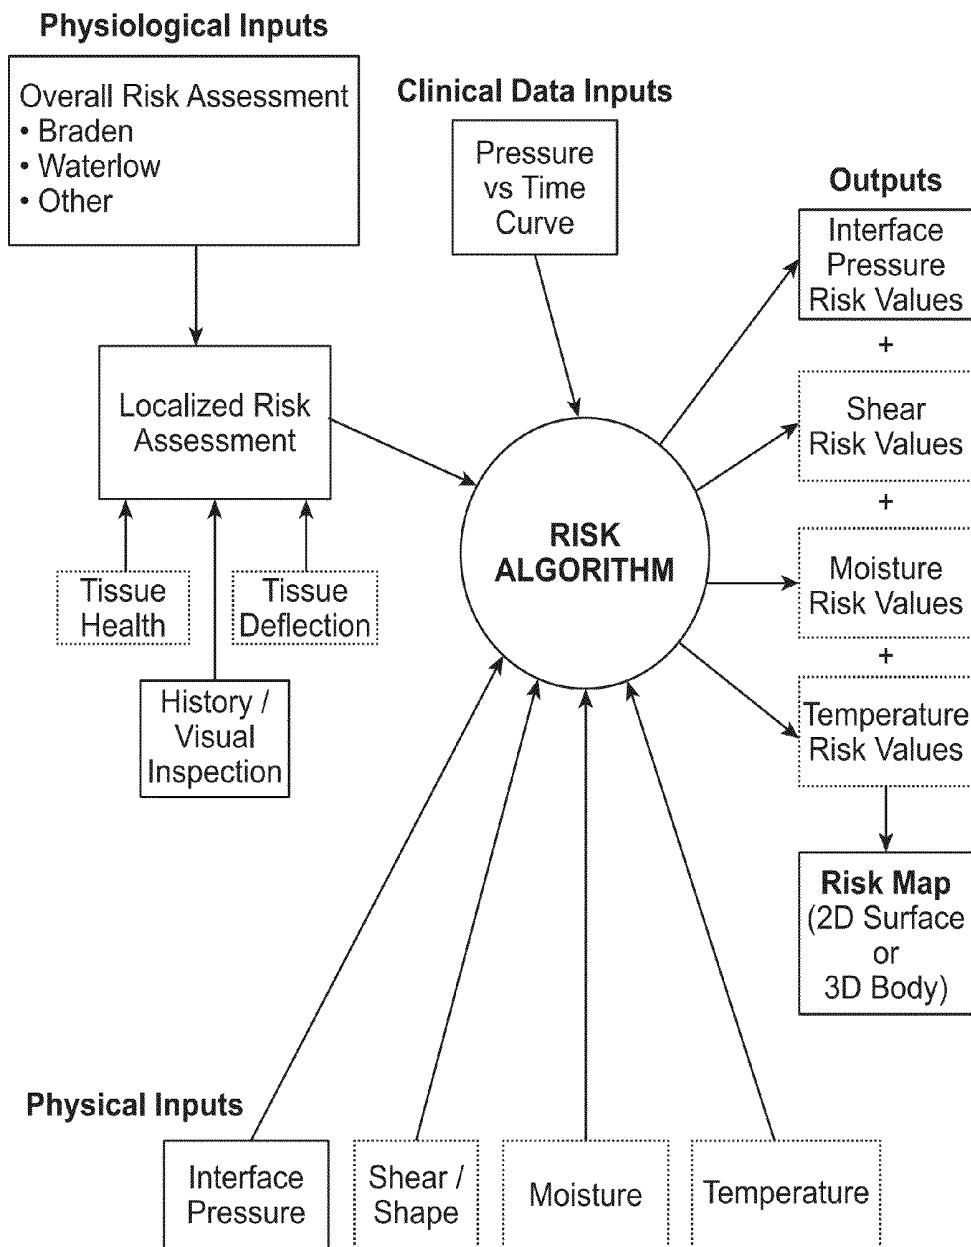 Physiological Inputs
Overall Risk Assessment
• Braden
• Waterlow
• Other
Clinical Data Inputs
Pressure
vs Time
Curve
Outputs
Interface
Pressure
Risk Values
+
Shear
Risk Values
+
Moisture
Risk Values
+
Temperature
Risk Values
Risk Map
(2D Surface
or
3D Body)
Localized Risk
Assessment
Tissue
Health
Tissue
Deflection
History /
Visual
Inspection
RISK
ALGORITHM
Physical Inputs
Interface
Pressure
Shear /
Shape
Moisture
Temperature